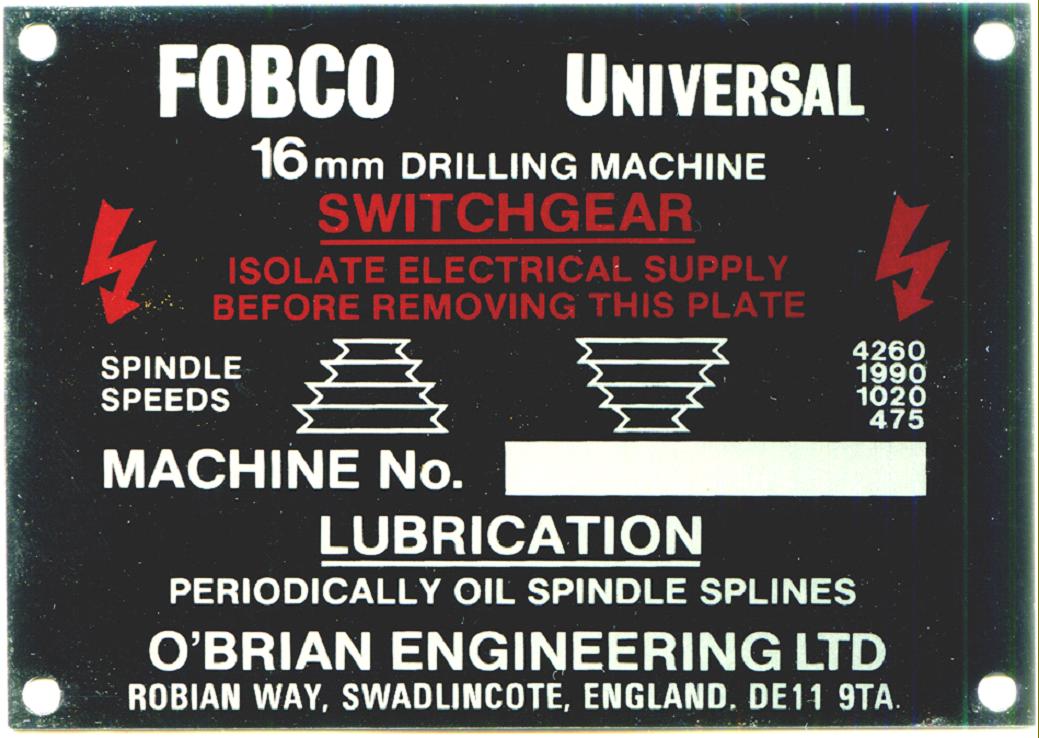 FOBCO UNIVERSAL
16mm DRILLING MACHINE
SWITCHGEAR
ISOLATE ELECTRICAL SUPPLY
BEFORE REMOVING THIS PLATE
SPINDLE
SPEEDS
4260
1990
1020
475
MACHINE No.
LUBRICATION
PERIODICALLY OIL SPINDLE SPLINES
O'BRIAN ENGINEERING LTD
ROBIAN WAY, SWADLINCOTE, ENGLAND. DE11 9TA.